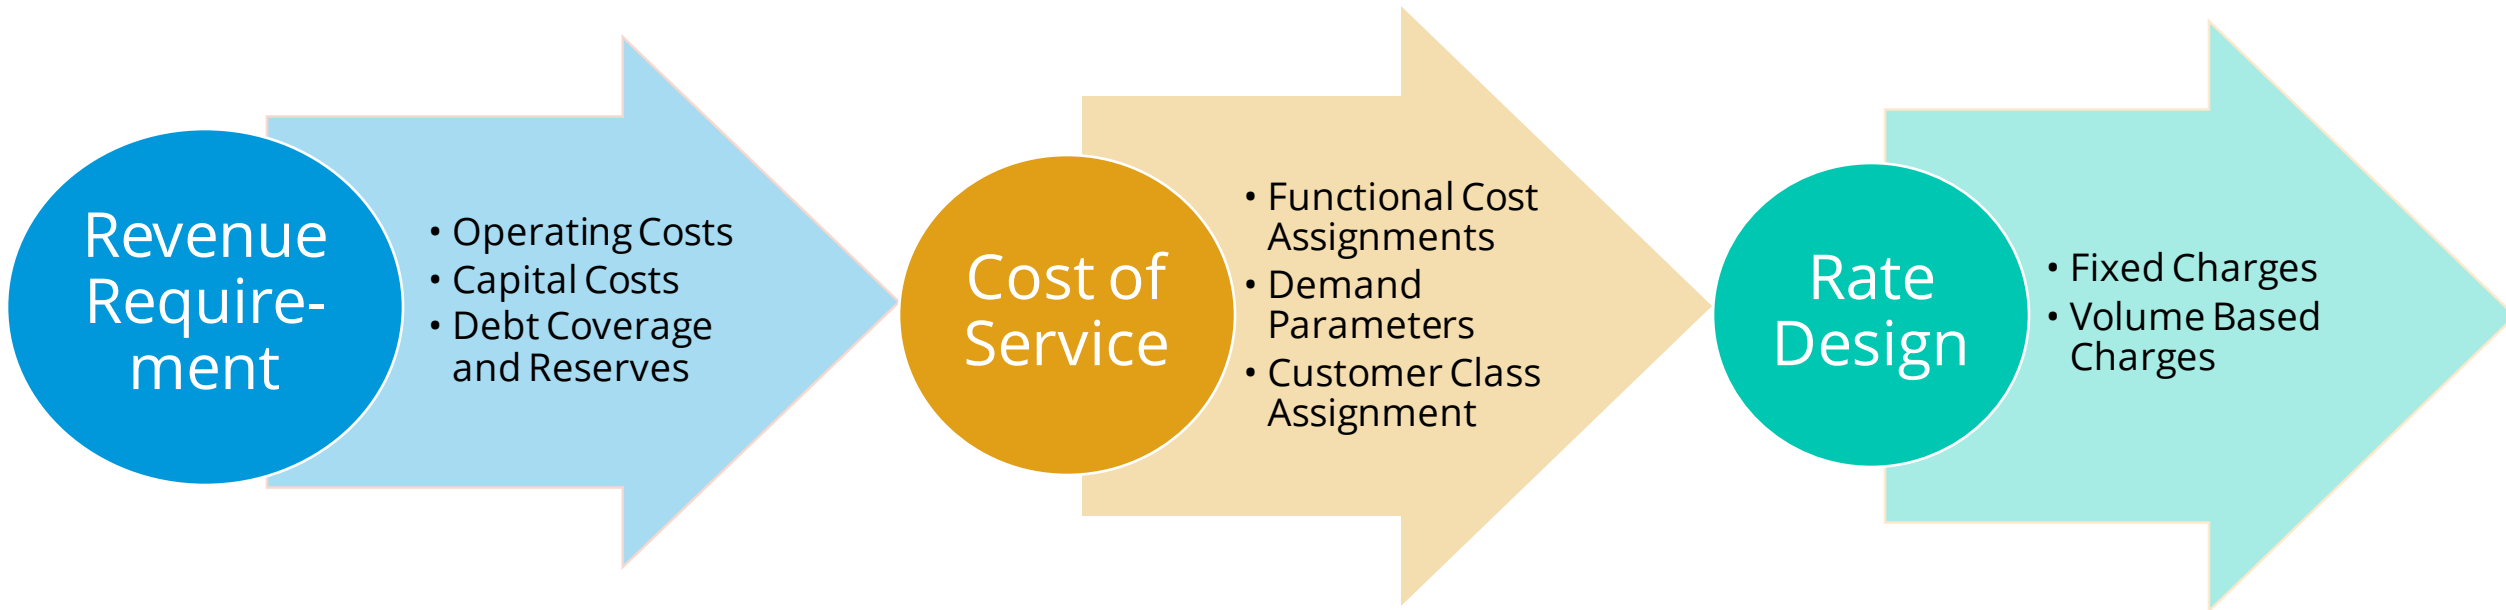 Revenue
Require-
ment
• Operating Costs
• Capital Costs
• Debt Coverage
and Reserves
Cost of
Service
• Functional Cost
Assignments
• Demand
Parameters
• Customer Class
Assignment
Rate
Design
• Fixed Charges
• Volume Based
Charges